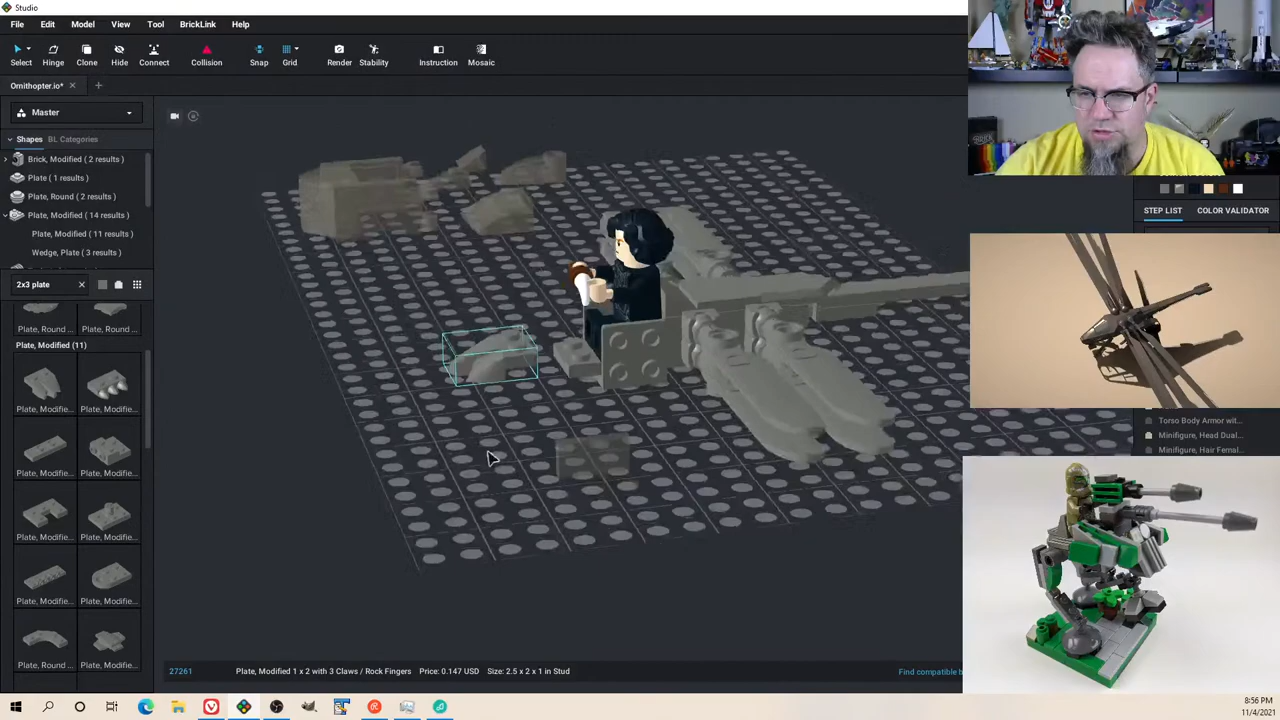 Studio
File Edit Model View Tool BrickLink Help
Select Hinge Clone Hide Connect Collision Snap Grid Render Stability Instruction Mosaic
Ornithopter.io*
Master
Shapes BL Categories
Brick, Modified ( 2 results )
Plate ( 1 results )
Plate, Round ( 2 results )
Plate, Modified ( 14 results )
Plate, Modified ( 11 results )
Wedge, Plate ( 3 results )
2x3 plate
Plate, Round ... Plate, Round ...
Plate, Modified (11)
Plate, Modifie... Plate, Modifie...
Plate, Modifie... Plate, Modifie...
Plate, Modifie... Plate, Modifie...
Plate, Modifie... Plate, Modifie...
Plate, Round ... Plate, Modifie...
STEP LIST COLOR VALIDATOR
Torso Body Armor wit...
Minifigure, Head Dual...
Minifigure, Hair Femal...
27261 Plate, Modified 1 x 2 with 3 Claws / Rock Fingers Price: 0.147 USD Size: 2.5 x 2 x 1 in Stud
Find compatible b
8:56 PM
11/4/2021